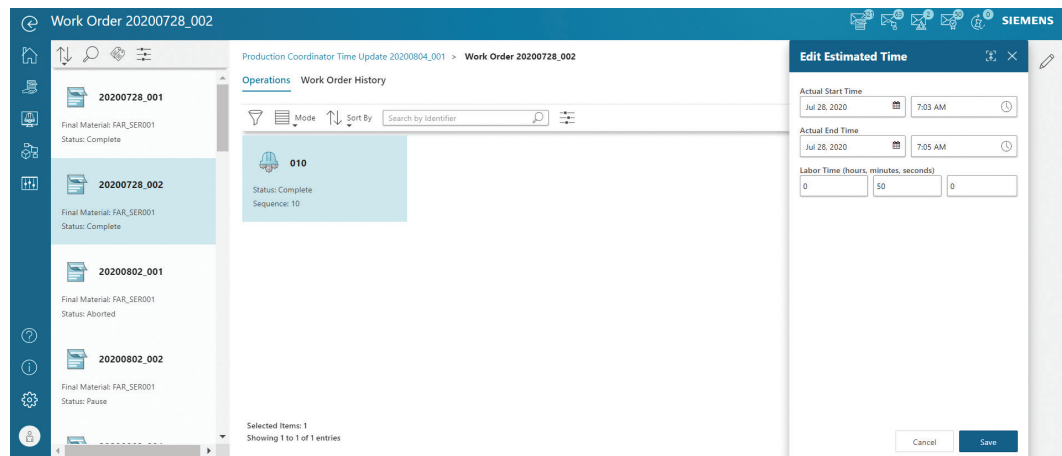 Work Order 20200728_002
SIEMENS
20200728_001
Final Material: FAR_SER001
Status: Complete
20200728_002
Final Material: FAR_SER001
Status: Complete
20200802_001
Final Material: FAR_SER001
Status: Aborted
20200802_002
Final Material: FAR_SER001
Status: Pause
Production Coordinator Time Update 20200804_001 > Work Order 20200728_002
Operations Work Order History
Mode Sort By Search by Identifier
010
Status: Complete
Sequence: 10
Selected Items: 1
Showing 1 to 1 of 1 entries
Edit Estimated Time
Actual Start Time
Jul 28, 2020 7:03 AM
Actual End Time
Jul 28, 2020 7:05 AM
Labor Time (hours, minutes, seconds)
0 50 0
Cancel Save